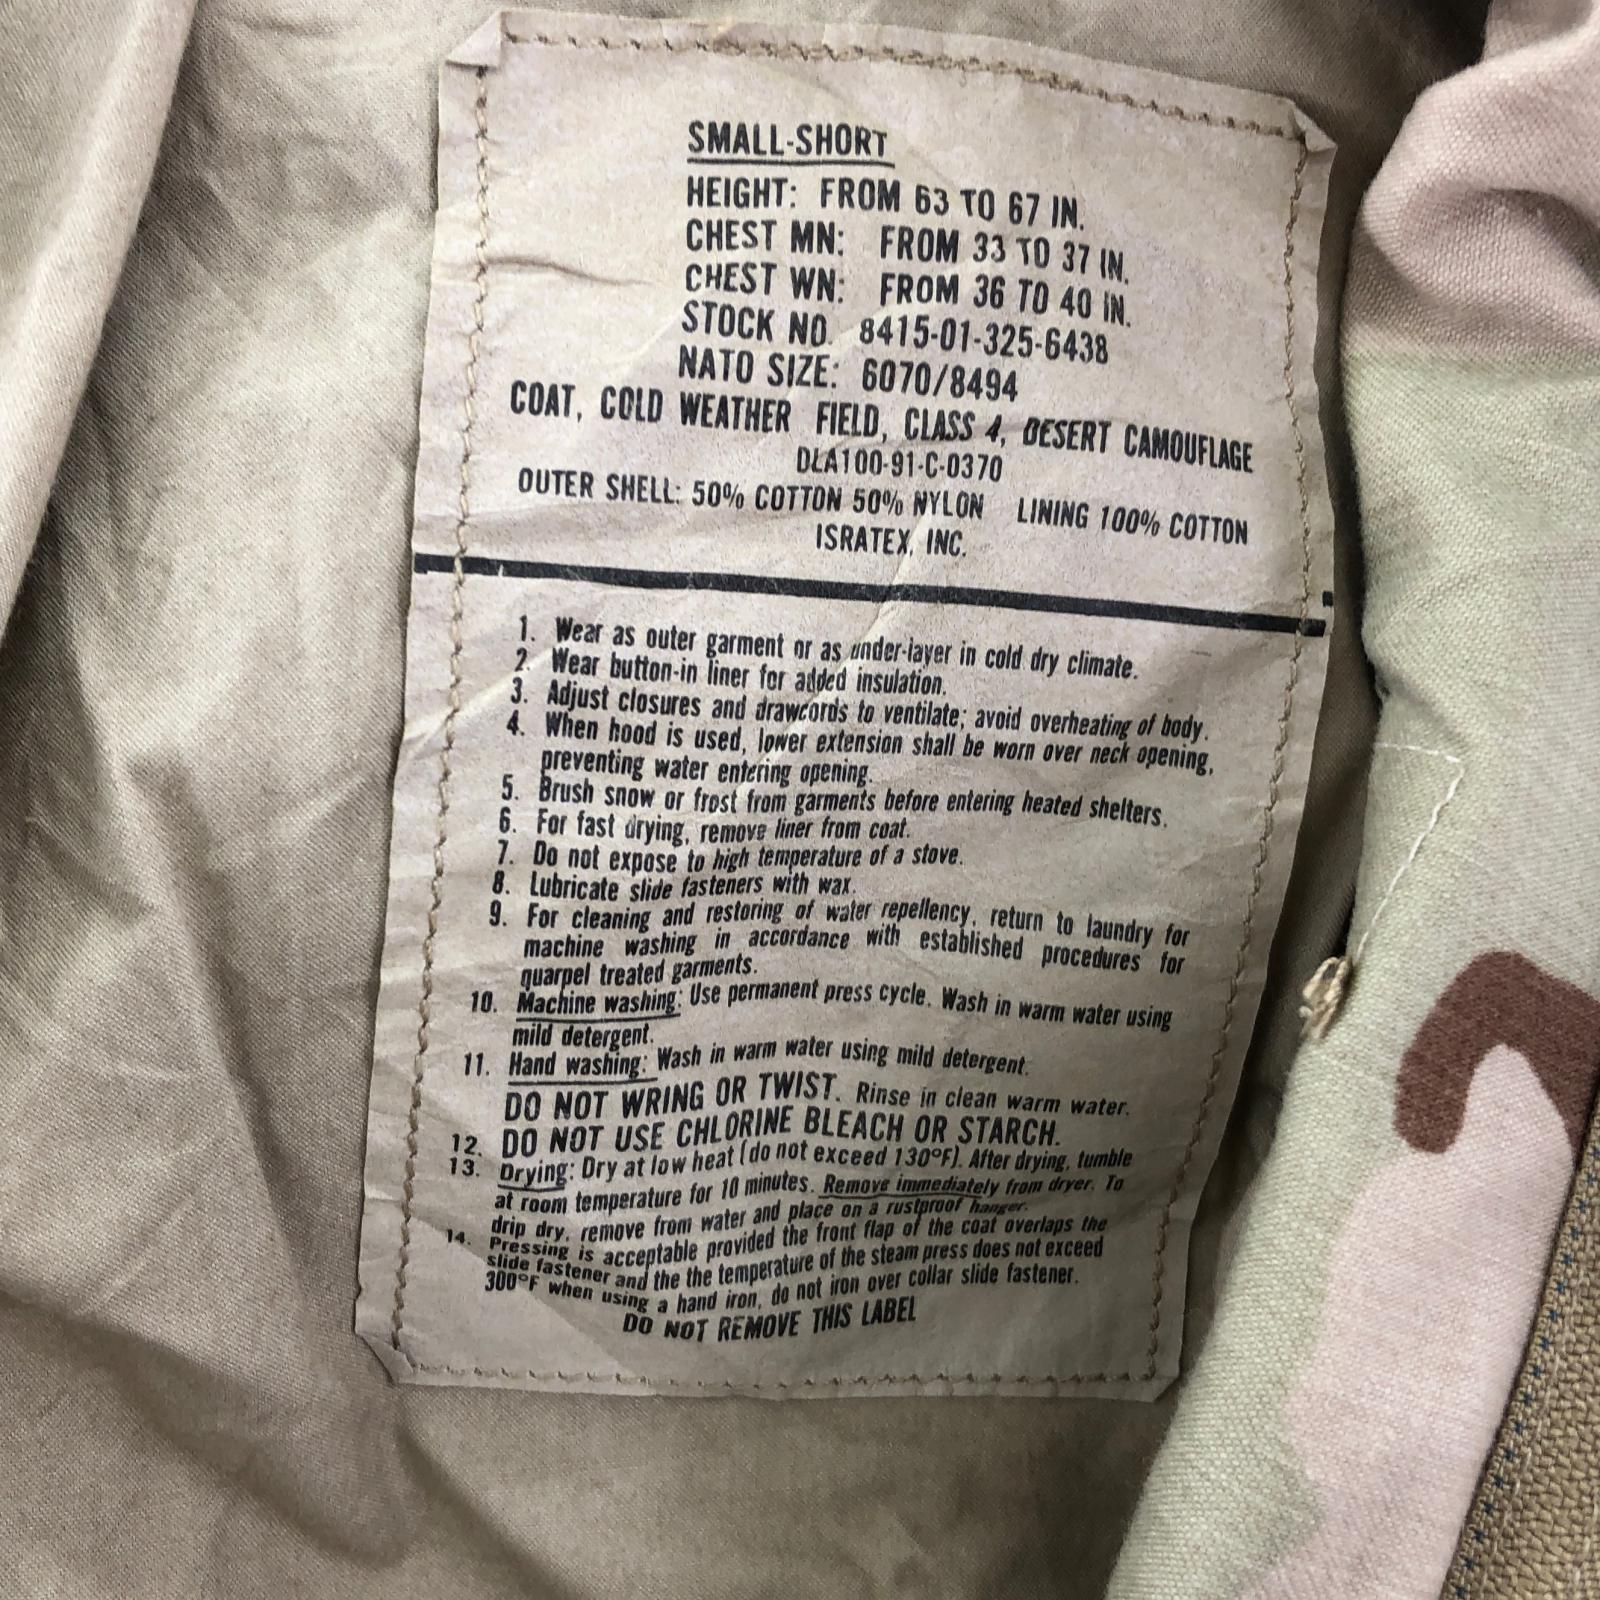 SMALL-SHORT
HEIGHT: FROM 63 TO 67 IN.
CHEST MN: FROM 33 TO 37 IN.
CHEST WN: FROM 36 TO 40 IN.
STOCK NO. 8415-01-325-6438
NATO SIZE: 6070/8494
COAT, COLD WEATHER FIELD, CLASS 4, DESERT CAMOUFLAGE
DLA100-91-C-0370
OUTER SHELL: 50% COTTON 50% NYLON LINING 100% COTTON
ISRATEX, INC.
1. Wear as outer garment or as under-layer in cold dry climate.
2. Wear button-in liner for added insulation.
3. Adjust closures and drawcords to ventilate; avoid overheating of body.
4. When hood is used, lower extension shall be worn over neck opening,
preventing water entering opening.
5. Brush snow or frost from garments before entering heated shelters.
6. For fast drying, remove liner from coat.
7. Do not expose to high temperature of a stove.
8. Lubricate slide fasteners with wax.
9. For cleaning and restoring of water repellency, return to laundry for
machine washing in accordance with established procedures for
quarpel treated garments.
10. Machine washing: Use permanent press cycle. Wash in warm water using
mild detergent.
11. Hand washing: Wash in warm water using mild detergent.
DO NOT WRING OR TWIST. Rinse in clean warm water.
12. DO NOT USE CHLORINE BLEACH OR STARCH.
13. Drying: Dry at low heat (do not exceed 130°F). After drying, tumble
at room temperature for 10 minutes. Remove immediately from dryer. To
drip dry, remove from water and place on a rustproof hanger.
14. Pressing is acceptable provided the front flap of the coat overlaps the
slide fastener and the the temperature of the steam press does not exceed
300°F when using a hand iron, do not iron over collar slide fastener.
DO NOT REMOVE THIS LABEL